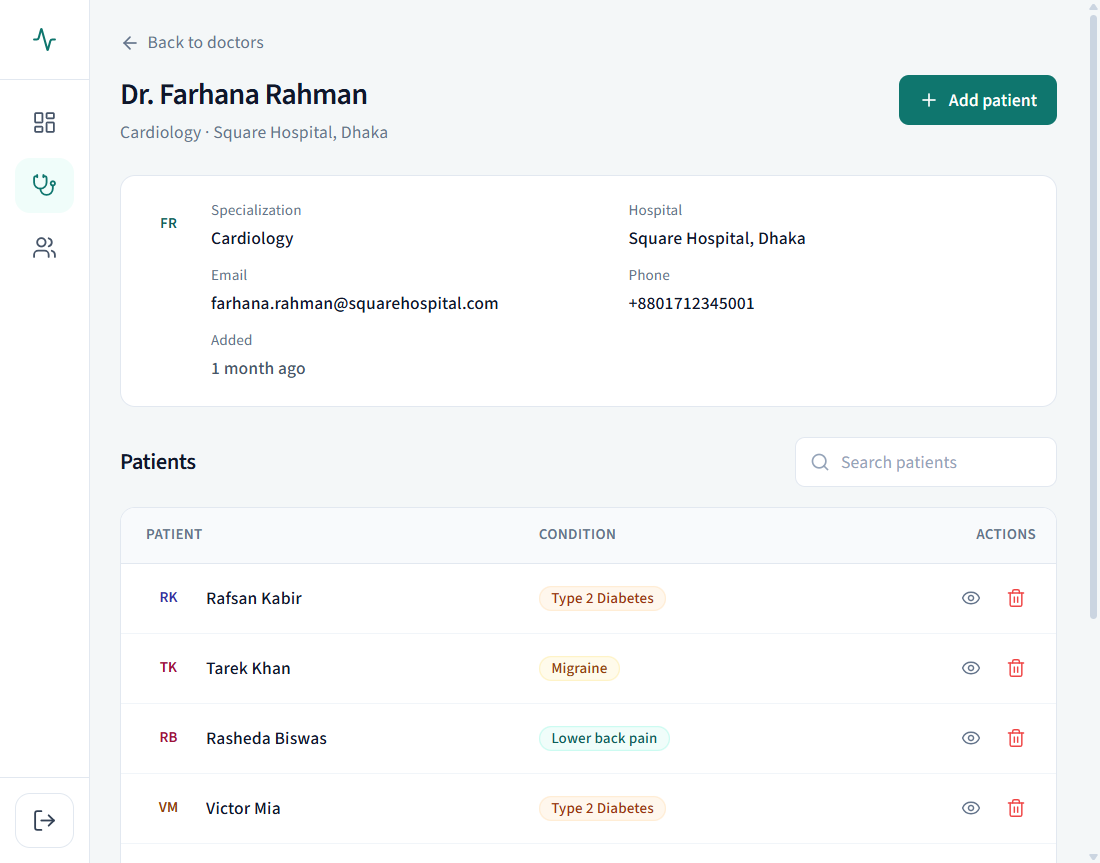 Back to doctors
Dr. Farhana Rahman
Add patient
Cardiology · Square Hospital, Dhaka
FR
Specialization
Cardiology
Hospital
Square Hospital, Dhaka
Email
farhana.rahman@squarehospital.com
Phone
+8801712345001
Added
1 month ago
Patients
Search patients
PATIENT CONDITION ACTIONS
RK Rafsan Kabir Type 2 Diabetes
TK Tarek Khan Migraine
RB Rasheda Biswas Lower back pain
VM Victor Mia Type 2 Diabetes